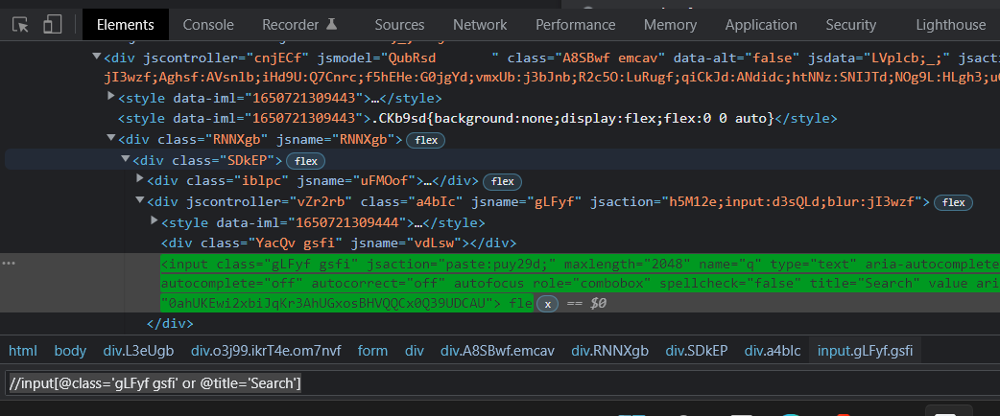 Elements Console Recorder Sources Network Performance Memory Application Security Lighthouse
<div jscontroller="cnjECf" jsmodel="QubRsd " class="A8SBwf emcav" data-alt="false" jsdata="LVplcb;_;" jsaction
jI3wzf;Aghsf:AVsnlb;iHd9U:Q7Cnrc;f5hEHe:G0jgYd;vmxUb:j3bJnb;R2c5O:LuRugf;qiCkJd:ANdidc;htNNz:SNIJTd;NOg9L:HLgh3;uG
<style data-iml="1650721309443">…</style>
<style data-iml="1650721309443">.CKb9sd{background:none;display:flex;flex:0 0 auto}</style>
<div class="RNNXgb" jsname="RNNXgb"> flex
<div class="SDkEP"> flex
<div class="iblpc" jsname="uFMOof">…</div> flex
<div jscontroller="vZr2rb" class="a4bIc" jsname="gLFyf" jsaction="h5M12e;input:d3sQLd;blur:jI3wzf"> flex
<style data-iml="1650721309444">…</style>
<div class="YacQv gsfi" jsname="vdLsw"></div>
… <input class="gLFyf gsfi" jsaction="paste:puy29d;" maxlength="2048" name="q" type="text" aria-autocomplete
autocomplete="off" autocorrect="off" autofocus role="combobox" spellcheck="false" title="Search" value ari
"0ahUKEwi2xbiJqKr3AhUGxosBHVQQCx0Q39UDCAU"> fle x == $0
</div>
html body div.L3eUgb div.o3j99.ikrT4e.om7nvf form div div.A8SBwf.emcav div.RNNXgb div.SDkEP div.a4bIc input.gLFyf.gsfi
//input[@class='gLFyf gsfi' or @title='Search']